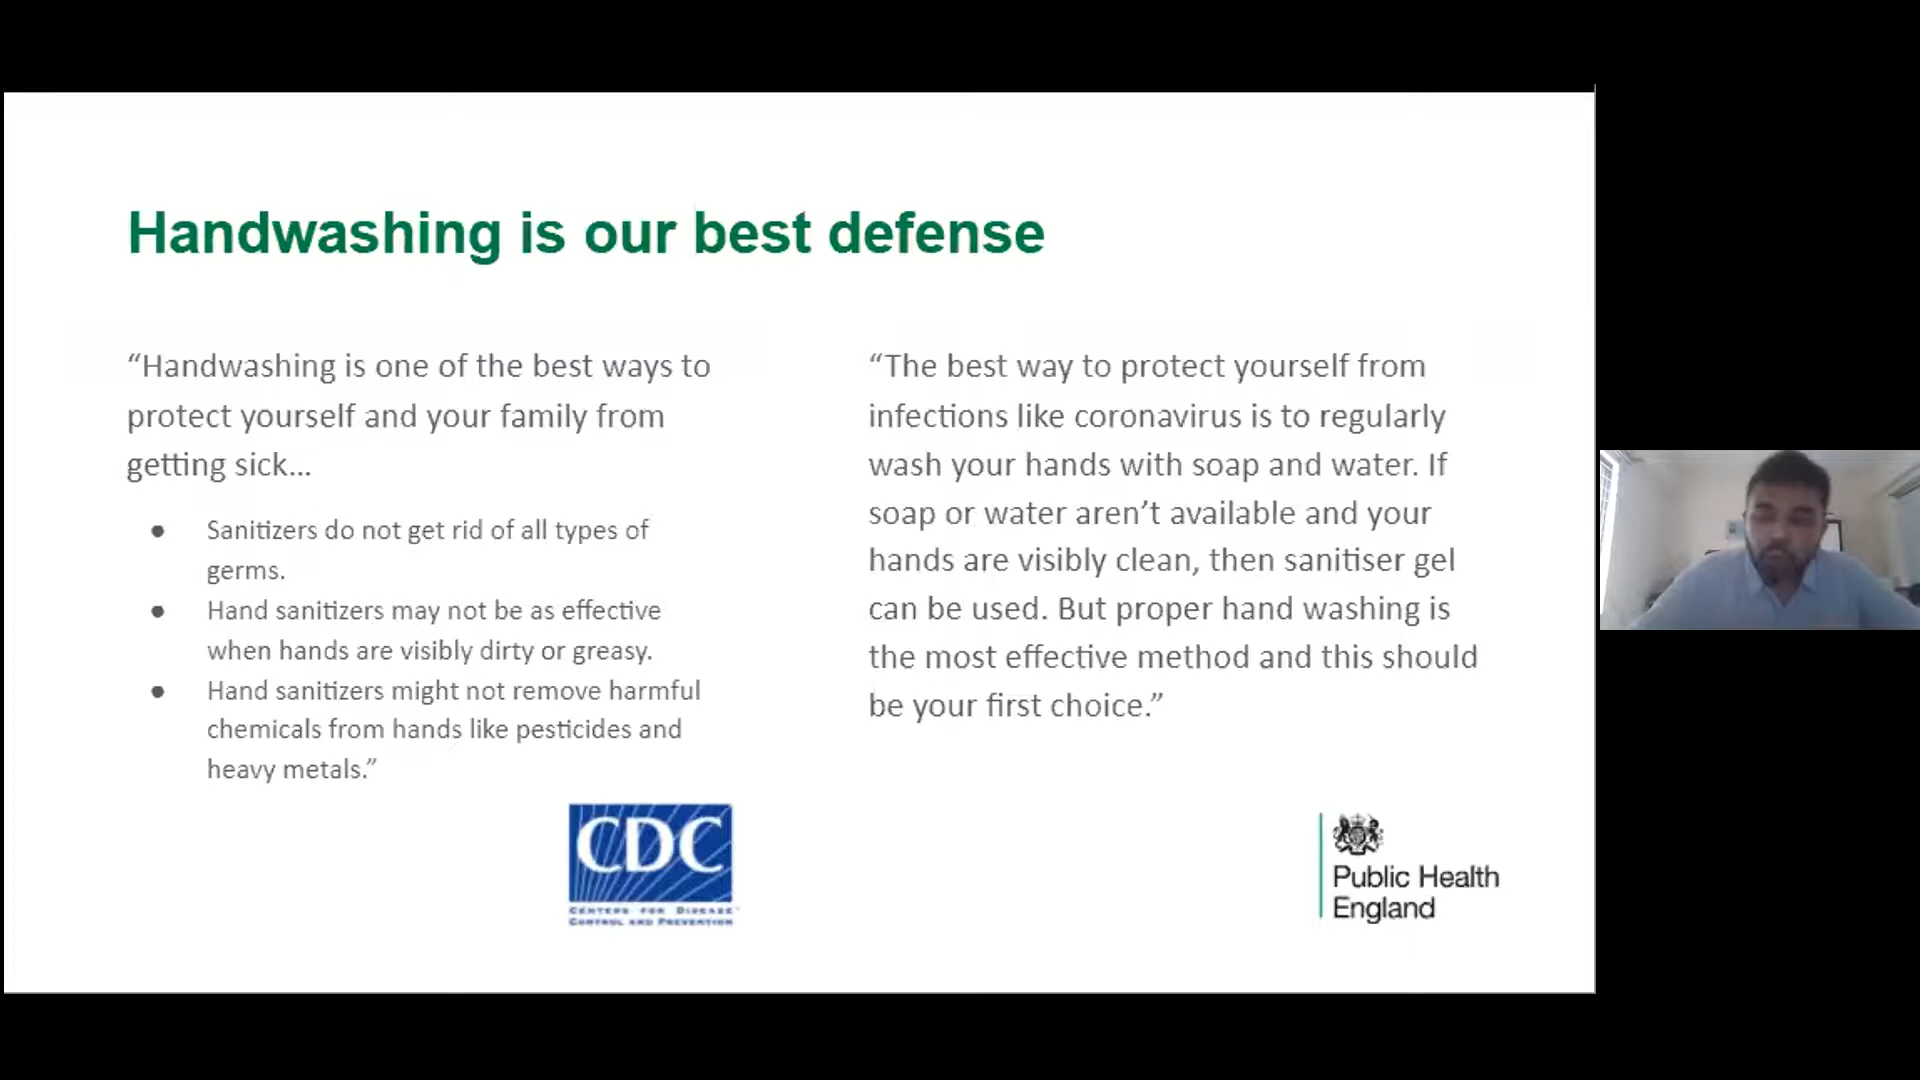 Handwashing is our best defense
“Handwashing is one of the best ways to
protect yourself and your family from
getting sick...
● Sanitizers do not get rid of all types of
germs.
● Hand sanitizers may not be as effective
when hands are visibly dirty or greasy.
● Hand sanitizers might not remove harmful
chemicals from hands like pesticides and
heavy metals.”
CDC
CENTERS FOR DISEASE
CONTROL AND PREVENTION
“The best way to protect yourself from
infections like coronavirus is to regularly
wash your hands with soap and water. If
soap or water aren’t available and your
hands are visibly clean, then sanitiser gel
can be used. But proper hand washing is
the most effective method and this should
be your first choice.”
Public Health
England